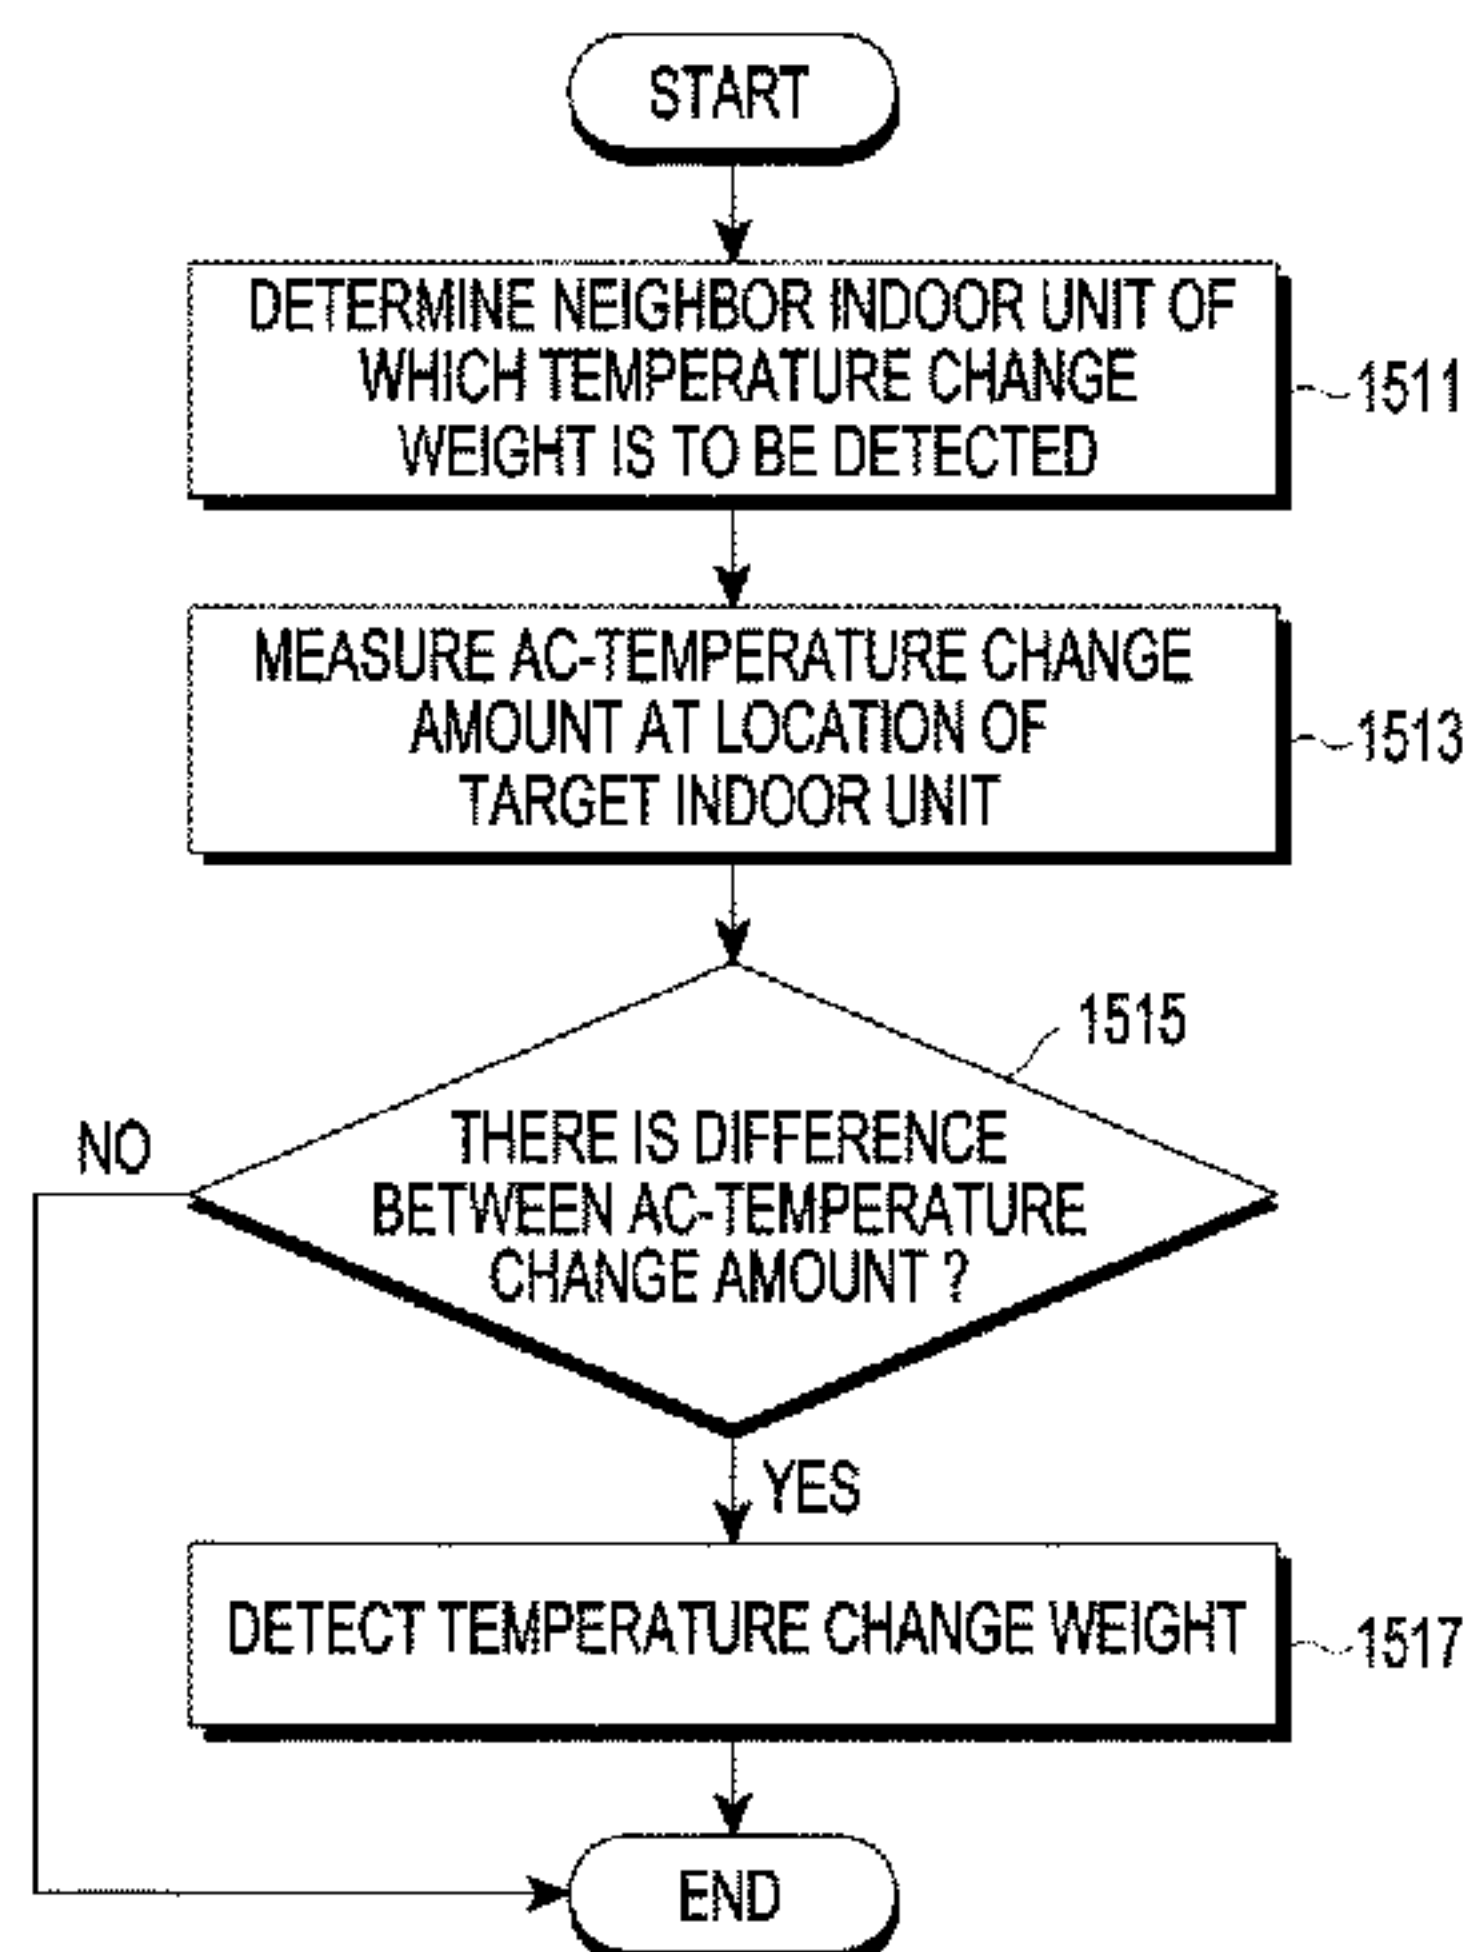 START
DETERMINE NEIGHBOR INDOOR UNIT OF
WHICH TEMPERATURE CHANGE
WEIGHT IS TO BE DETECTED
1511
MEASURE AC-TEMPERATURE CHANGE
AMOUNT AT LOCATION OF
TARGET INDOOR UNIT
1513
1515
THERE IS DIFFERENCE
BETWEEN AC-TEMPERATURE
CHANGE AMOUNT ?
NO
YES
DETECT TEMPERATURE CHANGE WEIGHT
1517
END